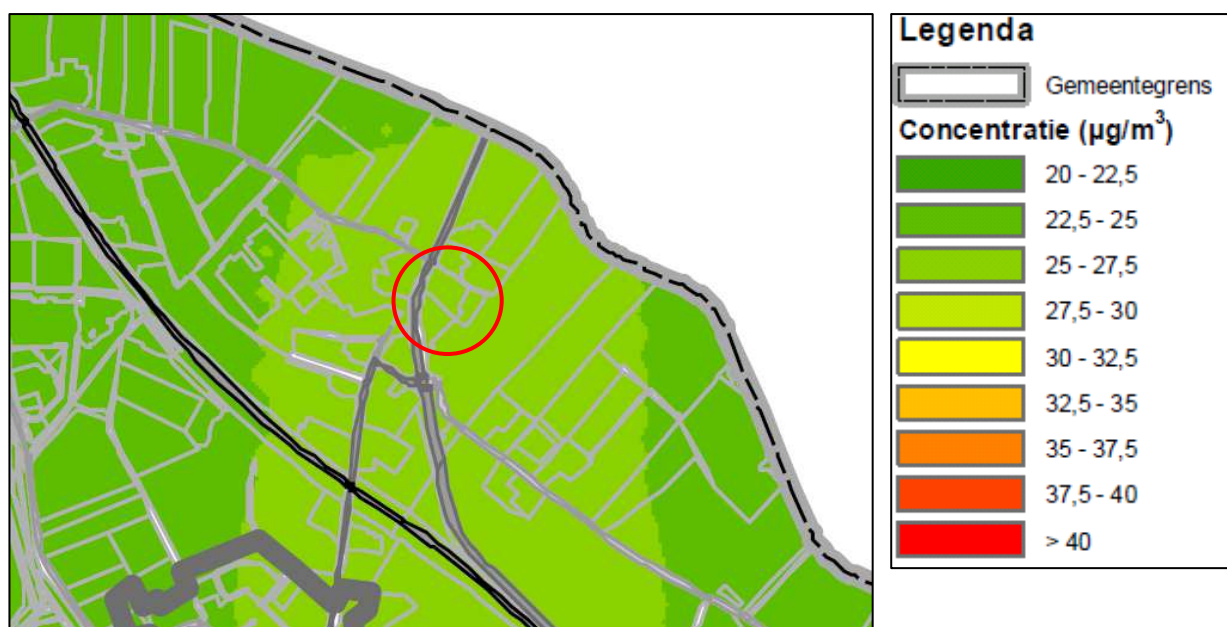 Legenda
Gemeentegrens
Concentratie (µg/m³)
20 - 22,5
22,5 - 25
25 - 27,5
27,5 - 30
30 - 32,5
32,5 - 35
35 - 37,5
37,5 - 40
> 40